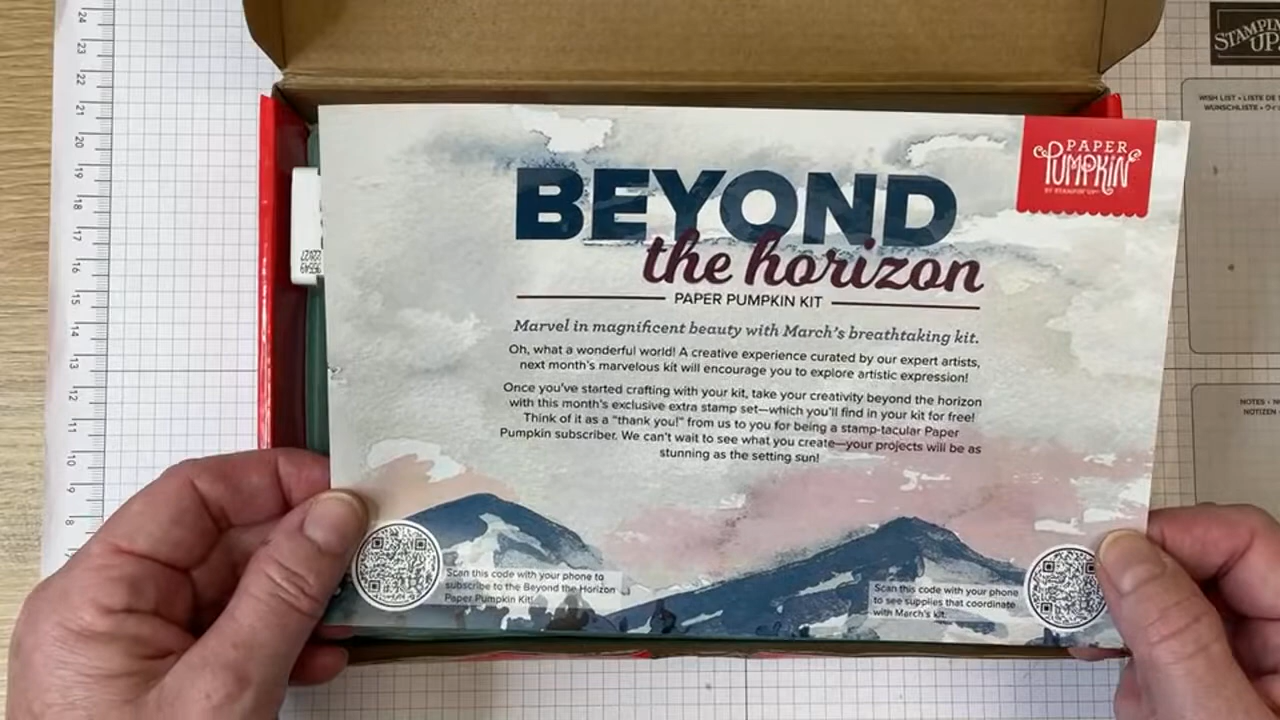 STAMPIN'
UP!
WISH LIST • LISTE DE
WUNSCHLISTE •
PAPER
PUMPKIN
BY STAMPIN' UP!
BEYOND
the horizon
PAPER PUMPKIN KIT
Marvel in magnificent beauty with March's breathtaking kit.
Oh, what a wonderful world! A creative experience curated by our expert artists,
next month's marvelous kit will encourage you to explore artistic expression!
Once you've started crafting with your kit, take your creativity beyond the horizon
with this month's exclusive extra stamp set—which you'll find in your kit for free!
Think of it as a "thank you!" from us to you for being a stamp-tacular Paper
Pumpkin subscriber. We can't wait to see what you create—your projects will be as
stunning as the setting sun!
Scan this code with your phone to
subscribe to the Beyond the Horizon
Paper Pumpkin Kit!
Scan this code with your phone
to see supplies that coordinate
with March's kit.
NOTES •
NOTIZEN
24
23
22
21
20
19
18
17
16
15
14
13
12
11
10
9
8